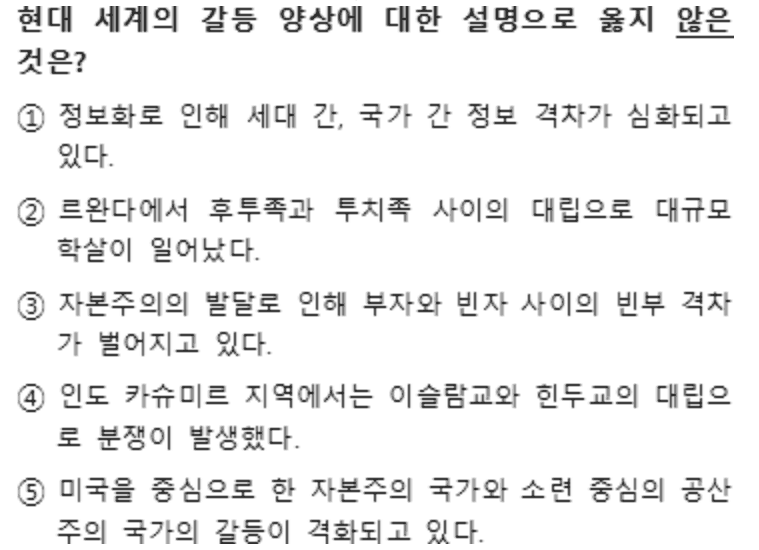 현대 세계의 갈등 양상에 대한 설명으로 옳지 않은
것은?
① 정보화로 인해 세대 간, 국가 간 정보 격차가 심화되고
있다.
② 르완다에서 후투족과 투치족 사이의 대립으로 대규모
학살이 일어났다.
③ 자본주의의 발달로 인해 부자와 빈자 사이의 빈부 격차
가 벌어지고 있다.
④ 인도 카슈미르 지역에서는 이슬람교와 힌두교의 대립으
로 분쟁이 발생했다.
⑤ 미국을 중심으로 한 자본주의 국가와 소련 중심의 공산
주의 국가의 갈등이 격화되고 있다.